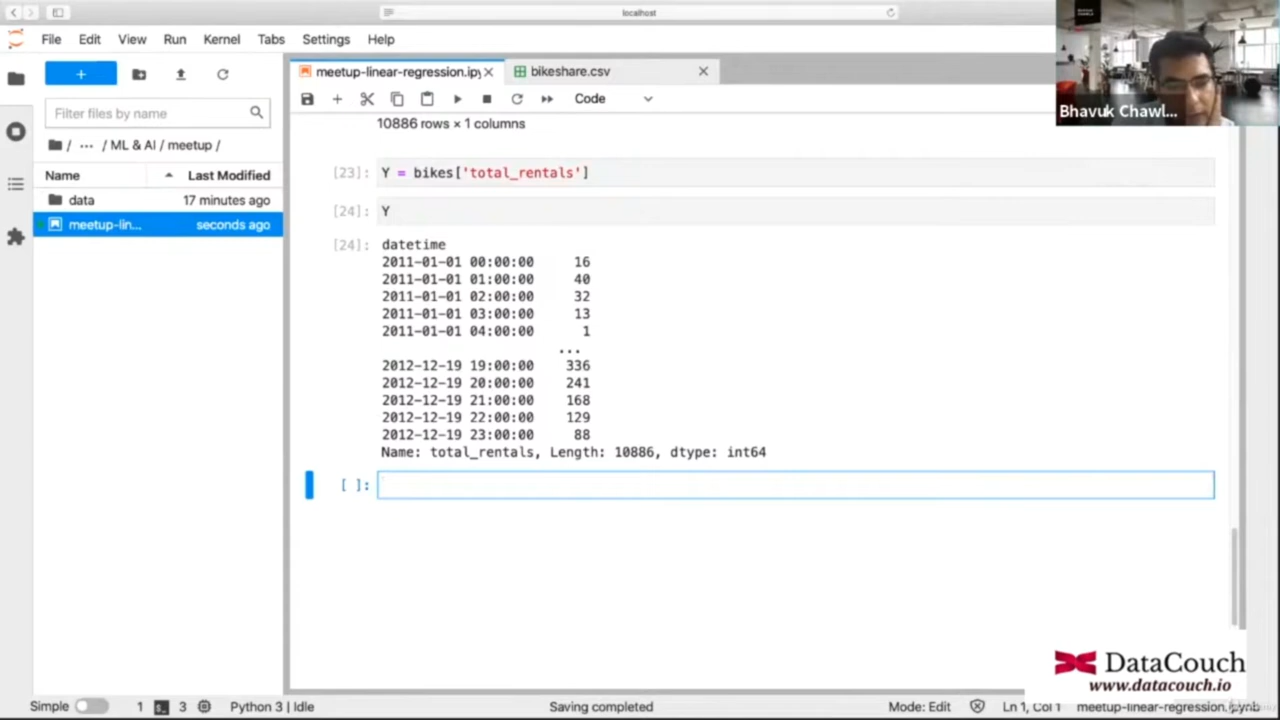 localhost
File Edit View Run Kernel Tabs Settings Help
meetup-linear-regression.ipy
bikeshare.csv
Code
Filter files by name
/ ... / ML & AI / meetup /
Name Last Modified
data 17 minutes ago
meetup-lin... seconds ago
10886 rows × 1 columns
[23]: Y = bikes['total_rentals']
[24]: Y
[24]: datetime
2011-01-01 00:00:00 16
2011-01-01 01:00:00 40
2011-01-01 02:00:00 32
2011-01-01 03:00:00 13
2011-01-01 04:00:00 1
...
2012-12-19 19:00:00 336
2012-12-19 20:00:00 241
2012-12-19 21:00:00 168
2012-12-19 22:00:00 129
2012-12-19 23:00:00 88
Name: total_rentals, Length: 10886, dtype: int64
[ ]:
Bhavuk Chawl...
DataCouch
www.datacouch.io
Simple 1 3 Python 3 | Idle Saving completed Mode: Edit Ln 1, Col 1 meetup-linear-regression.ipynb